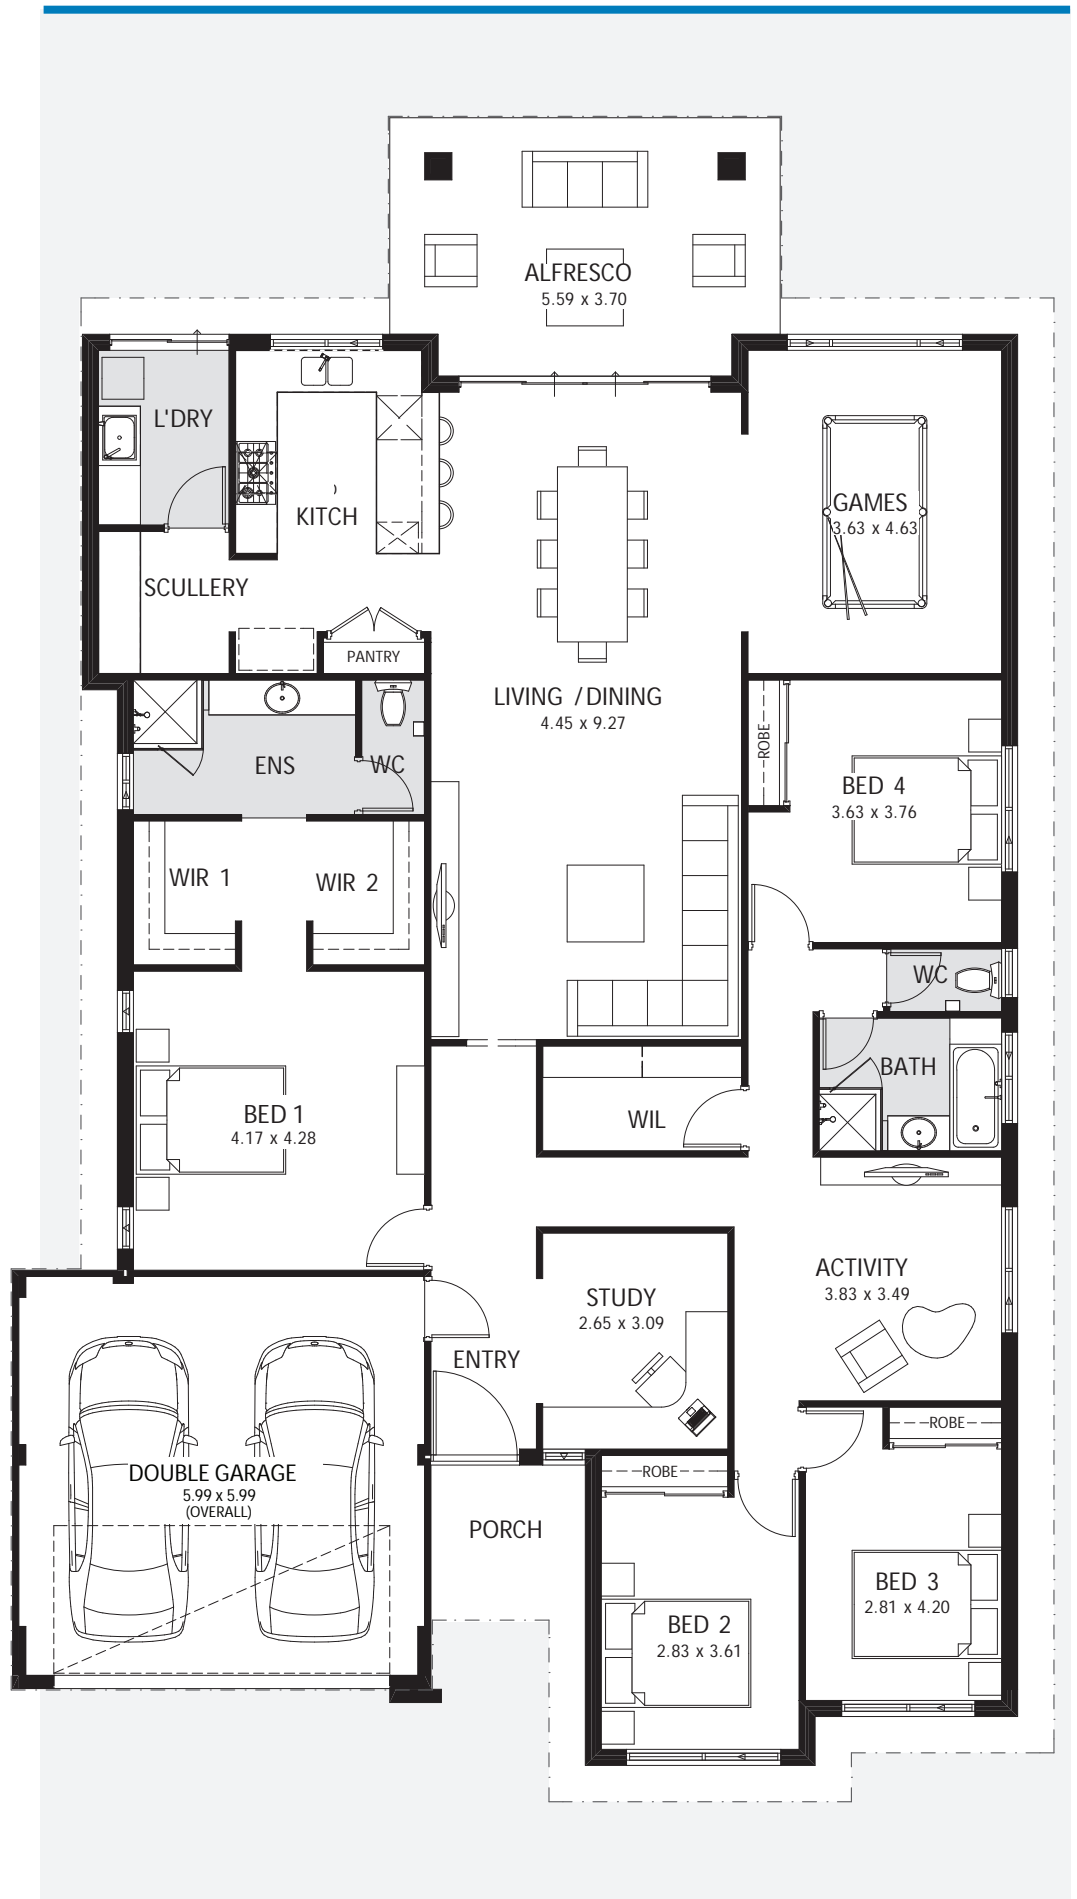 ALFRESCO
5.59 x 3.70
L'DRY
KITCH
GAMES
3.63 x 4.63
SCULLERY
PANTRY
LIVING / DINING
4.45 x 9.27
ROBE
ENS
WC
BED 4
3.63 x 3.76
WIR 1
WIR 2
WC
BATH
BED 1
4.17 x 4.28
WIL
ACTIVITY
3.83 x 3.49
STUDY
2.65 x 3.09
ENTRY
ROBE
DOUBLE GARAGE
5.99 x 5.99
(OVERALL)
ROBE
PORCH
BED 3
2.81 x 4.20
BED 2
2.83 x 3.61